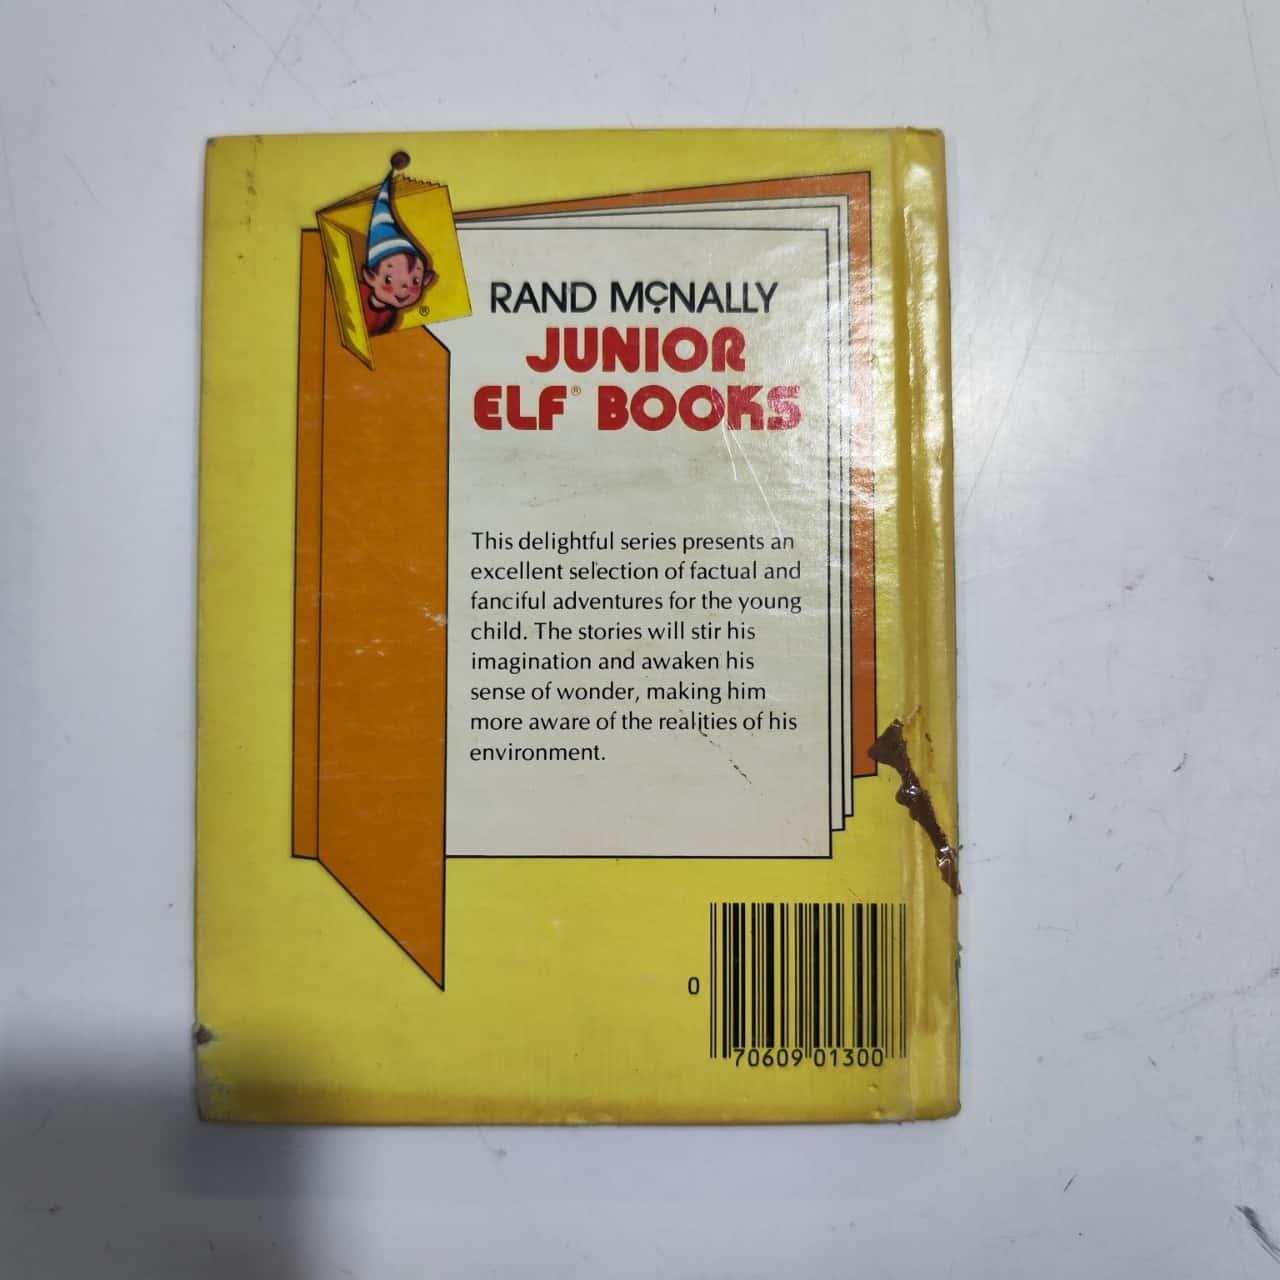 RAND McNALLY
JUNIOR
ELF® BOOKS
®
This delightful series presents an
excellent selection of factual and
fanciful adventures for the young
child. The stories will stir his
imagination and awaken his
sense of wonder, making him
more aware of the realities of his
environment.
0
70609 01300